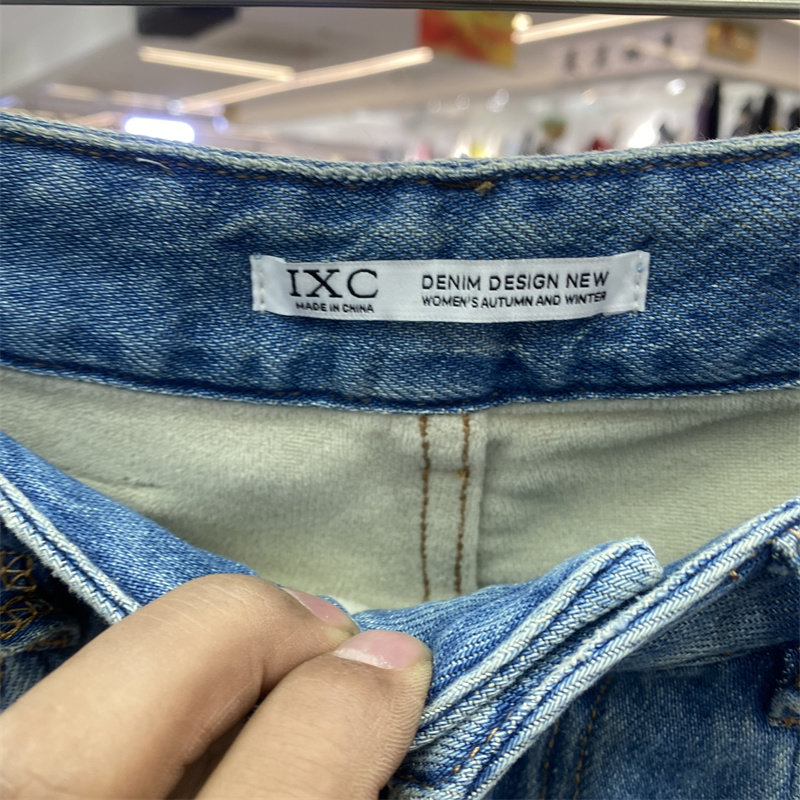 IXC
MADE IN CHINA
DENIM DESIGN NEW
WOMEN'S AUTUMN AND WINTER